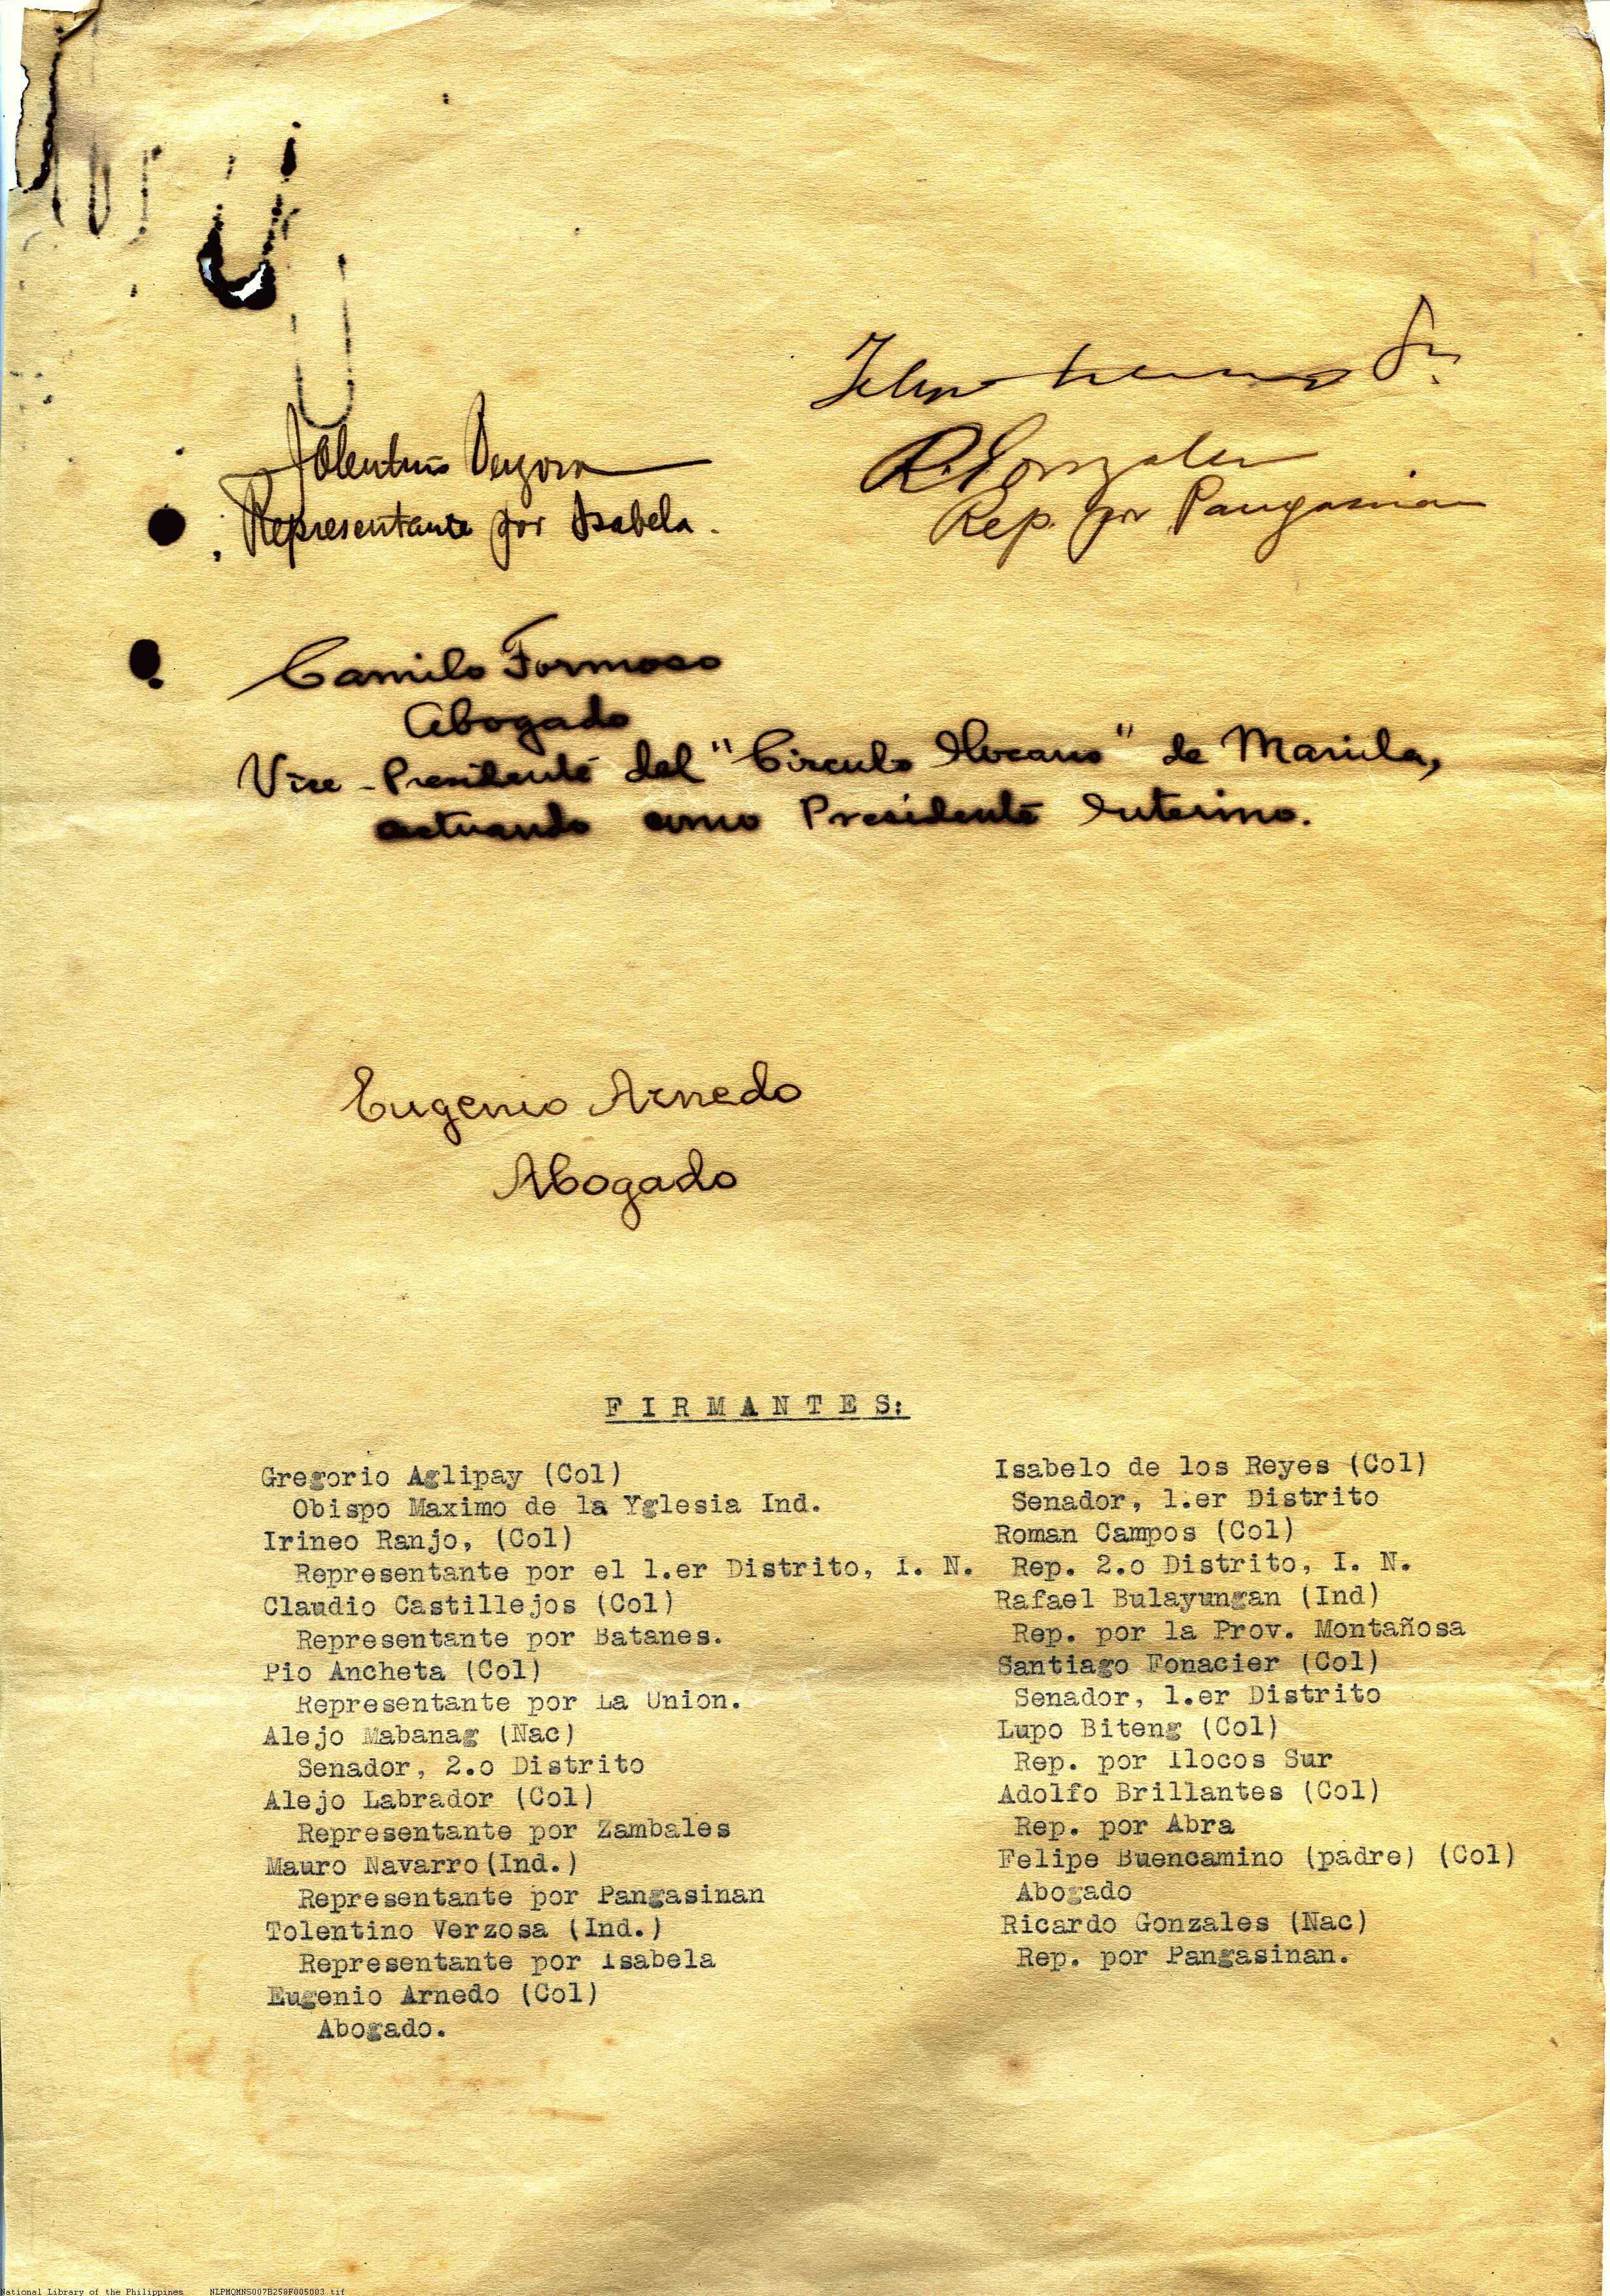 Tolentino Verzosa
Representante por Isabela.
Sr.
R. Gonzales
Rep. por Pangasinan
Camilo Formoso
Abogado
Vice-Presidente del "Circulo Ilocano" de Manila,
actuando como Presidente Interino.
Eugenio Arnedo
Abogado
FIRMANTES:
Gregorio Aglipay (Col)
Obispo Maximo de la Yglesia Ind.
Irineo Ranjo, (Col)
Representante por el 1.er Distrito, I. N.
Claudio Castillejos (Col)
Representante por Batanes.
Pio Ancheta (Col)
Representante por La Union.
Alejo Mabanag (Nac)
Senador, 2.o Distrito
Alejo Labrador (Col)
Representante por Zambales
Mauro Navarro (Ind.)
Representante por Pangasinan
Tolentino Verzosa (Ind.)
Representante por Isabela
Eugenio Arnedo (Col)
Abogado.
Isabelo de los Reyes (Col)
Senador, 1.er Distrito
Roman Campos (Col)
Rep. 2.o Distrito, I. N.
Rafael Bulayungan (Ind)
Rep. por la Prov. Montañosa
Santiago Fonacier (Col)
Senador, 1.er Distrito
Lupo Biteng (Col)
Rep. por Ilocos Sur
Adolfo Brillantes (Col)
Rep. por Abra
Felipe Buencamino (padre) (Col)
Abogado
Ricardo Gonzales (Nac)
Rep. por Pangasinan.
National Library of the Philippines NLPMQMNS007B258F005003.tif